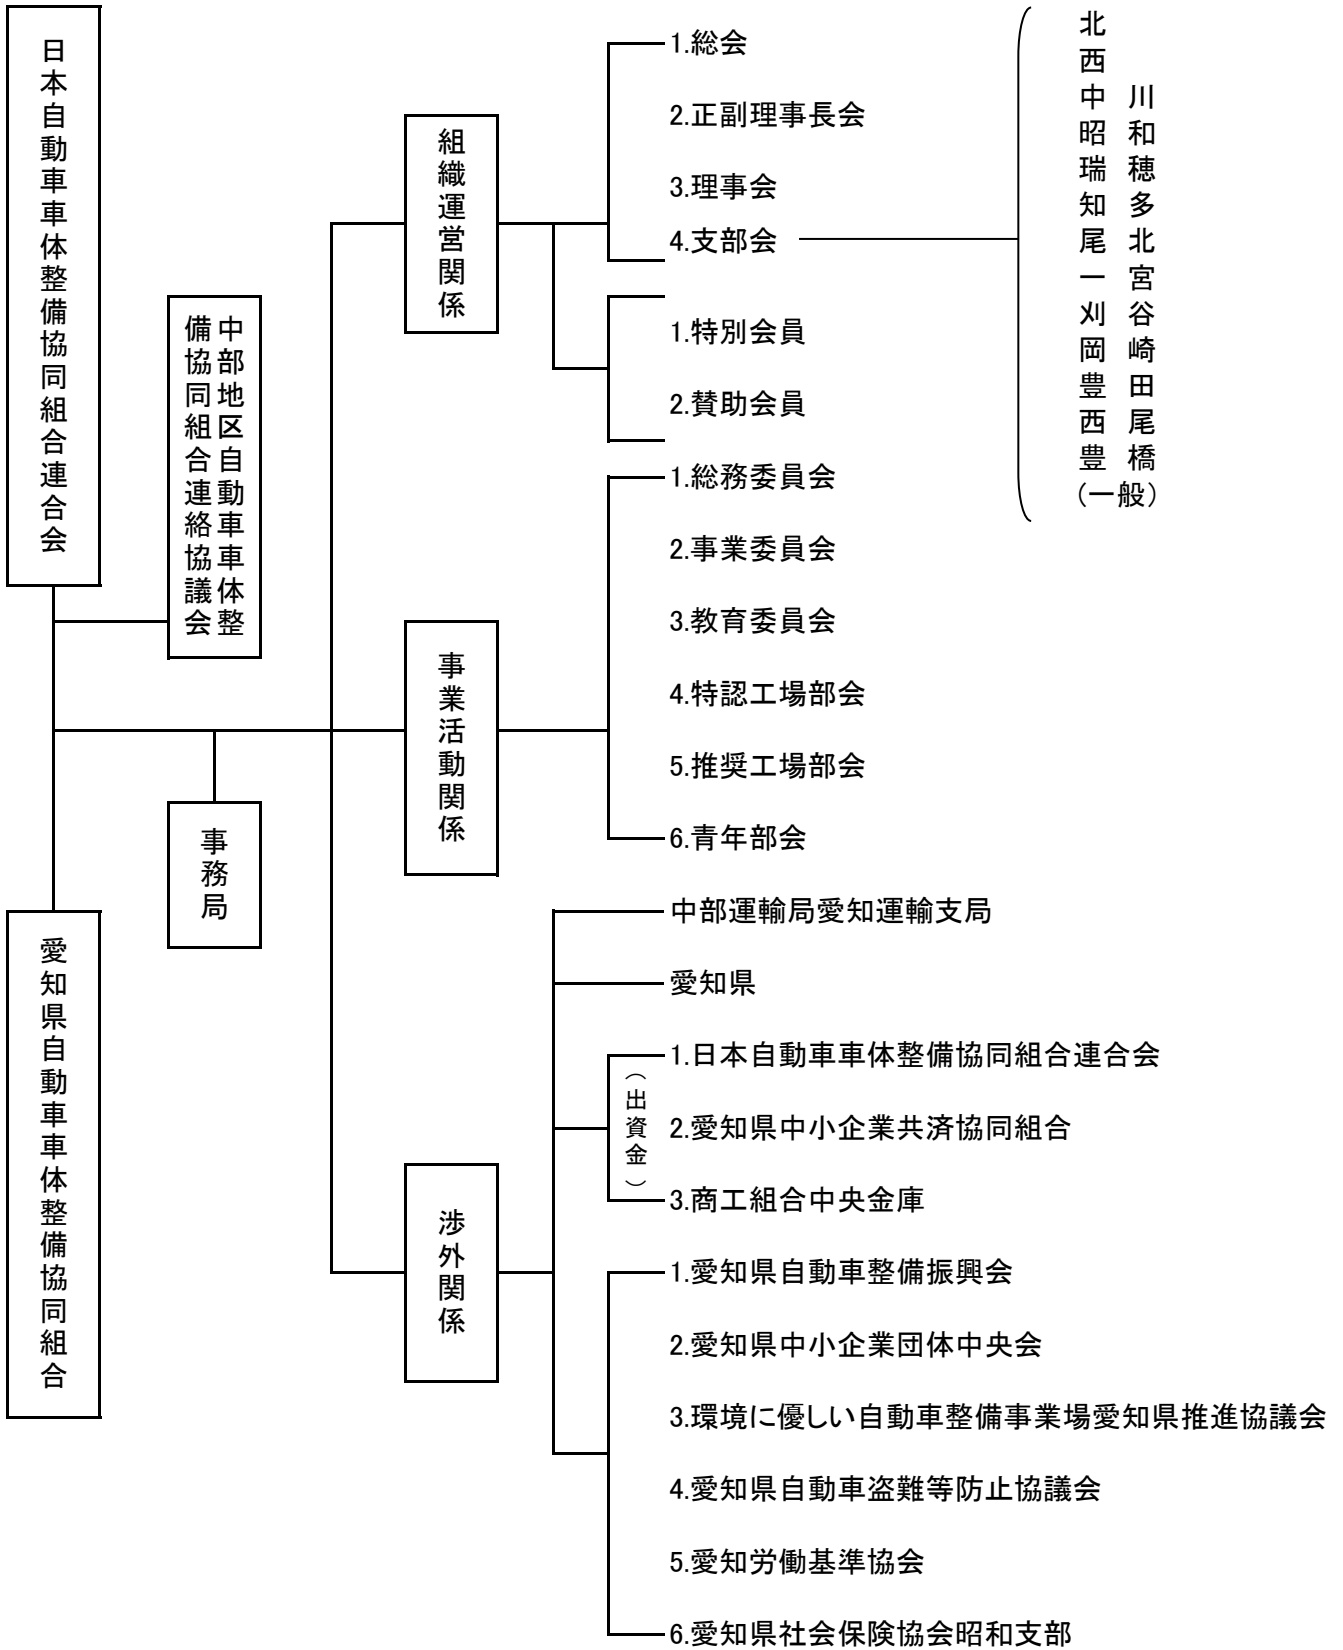 日本自動車車体整備協同組合連合会
中部地区自動車車体整
備協同組合連絡協議会
事務局
愛知県自動車車体整備協同組合
組織運営関係
1.総会
2.正副理事長会
3.理事会
4.支部会
北
西
中川
昭和
瑞穂
知多
尾北
一宮
刈谷
岡崎
豊田
西尾
豊橋
(一般)
1.特別会員
2.賛助会員
事業活動関係
1.総務委員会
2.事業委員会
3.教育委員会
4.特認工場部会
5.推奨工場部会
6.青年部会
渉外関係
中部運輸局愛知運輸支局
愛知県
(出資金)
1.日本自動車車体整備協同組合連合会
2.愛知県中小企業共済協同組合
3.商工組合中央金庫
1.愛知県自動車整備振興会
2.愛知県中小企業団体中央会
3.環境に優しい自動車整備事業場愛知県推進協議会
4.愛知県自動車盗難等防止協議会
5.愛知労働基準協会
6.愛知県社会保険協会昭和支部